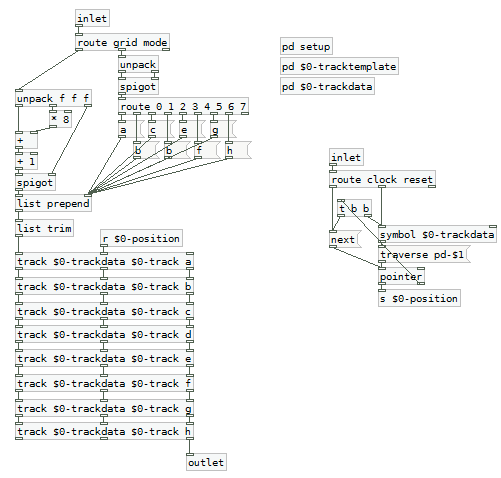 inlet
route grid mode
unpack
spigot
unpack f f f
* 8
route 0 1 2 3 4 5 6 7
a
c
e
g
b
b
f
h
+
+ 1
spigot
list prepend
list trim
r $0-position
track $0-trackdata $0-track a
track $0-trackdata $0-track b
track $0-trackdata $0-track c
track $0-trackdata $0-track d
track $0-trackdata $0-track e
track $0-trackdata $0-track f
track $0-trackdata $0-track g
track $0-trackdata $0-track h
outlet
pd setup
pd $0-tracktemplate
pd $0-trackdata
inlet
route clock reset
t b b
next
symbol $0-trackdata
traverse pd-$1
pointer
s $0-position